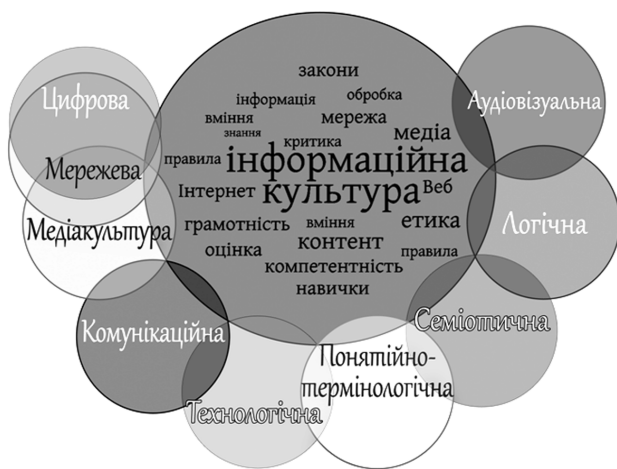 закони
інформація
обробка
вміння
мережа
знання
медіа
критика
правила
інформаційна
Інтернет
культура
Веб
грамотність
вміння
етика
оцінка
контент
правила
компетентність
навички
Цифрова
Мережева
Медіакультура
Комунікаційна
Технологічна
Понятійно-
термінологічна
Семіотична
Логічна
Аудіовізуальна